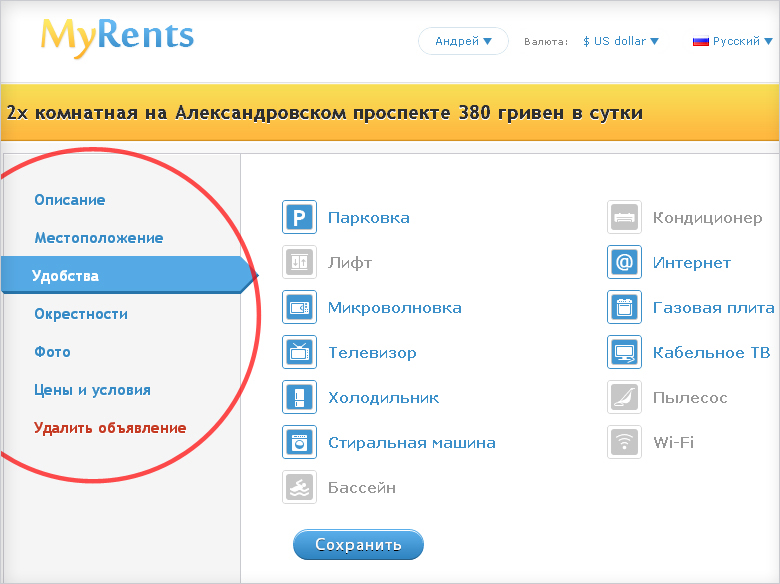 MyRents
Андрей
Валюта:
$ US dollar
Русский
2х комнатная на Александровском проспекте 380 гривен в сутки
Описание
Местоположение
Удобства
Окрестности
Фото
Цены и условия
Удалить объявление
P Парковка
Кондиционер
Лифт
@ Интернет
Микроволновка
Газовая плита
Телевизор
Кабельное ТВ
Холодильник
Пылесос
Стиральная машина
Wi-Fi
Бассейн
Сохранить